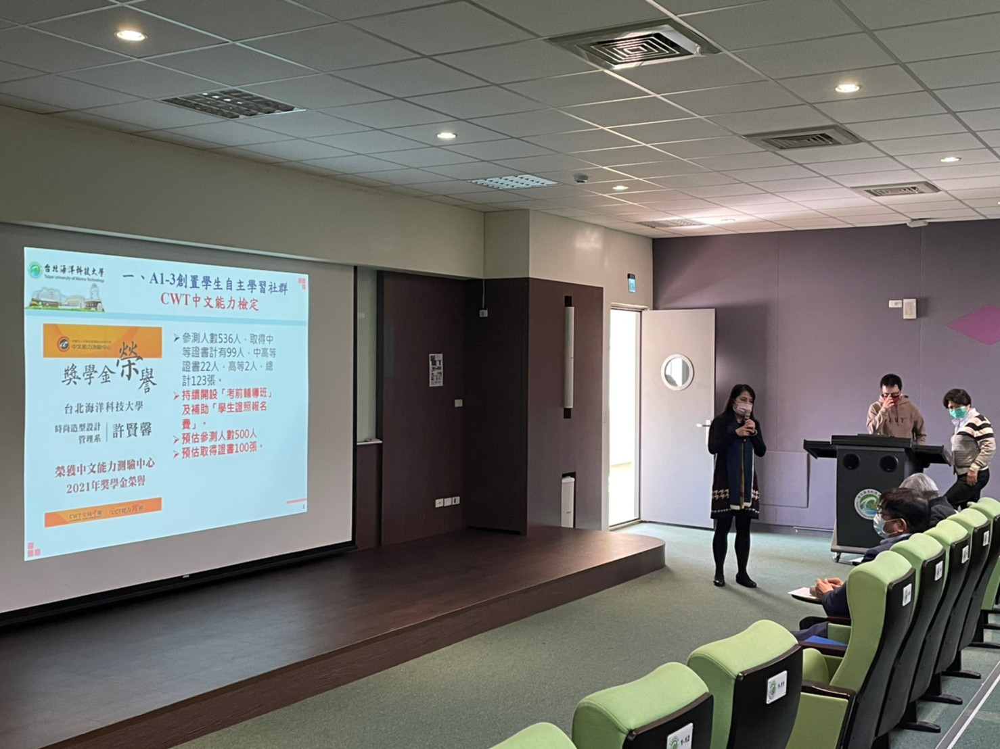 台北海洋科技大學
Taipei University of Marine Technology
一、A1-3創置學生自主學習社群
CWT中文能力檢定
中文能力測驗中心
獎學金榮譽
台北海洋科技大學
時尚造型設計
管理系
許賢馨
榮獲中文能力測驗中心
2021年獎學金榮譽
➢參測人數536人，取得中
等證書計有99人，中高等
證書22人，高等2人，總
計123張。
➢持續開設「考前輔導班」
及補助「學生證照報名
費」。
➢預估參測人數500人
➢預估取得證書100張。
1-11
1-12